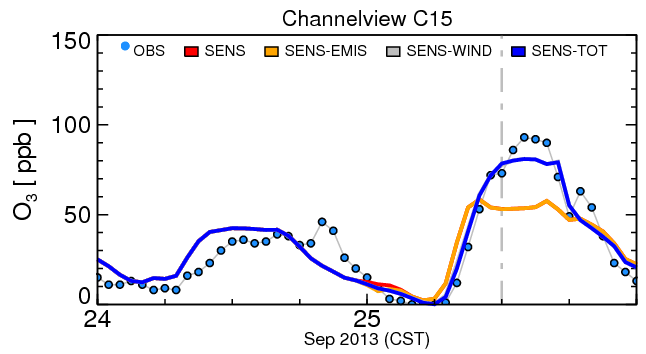 Channelview C15
150
OBS SENS SENS-EMIS SENS-WIND SENS-TOT
100
O3 [ ppb ]
50
0
24 25
Sep 2013 (CST)